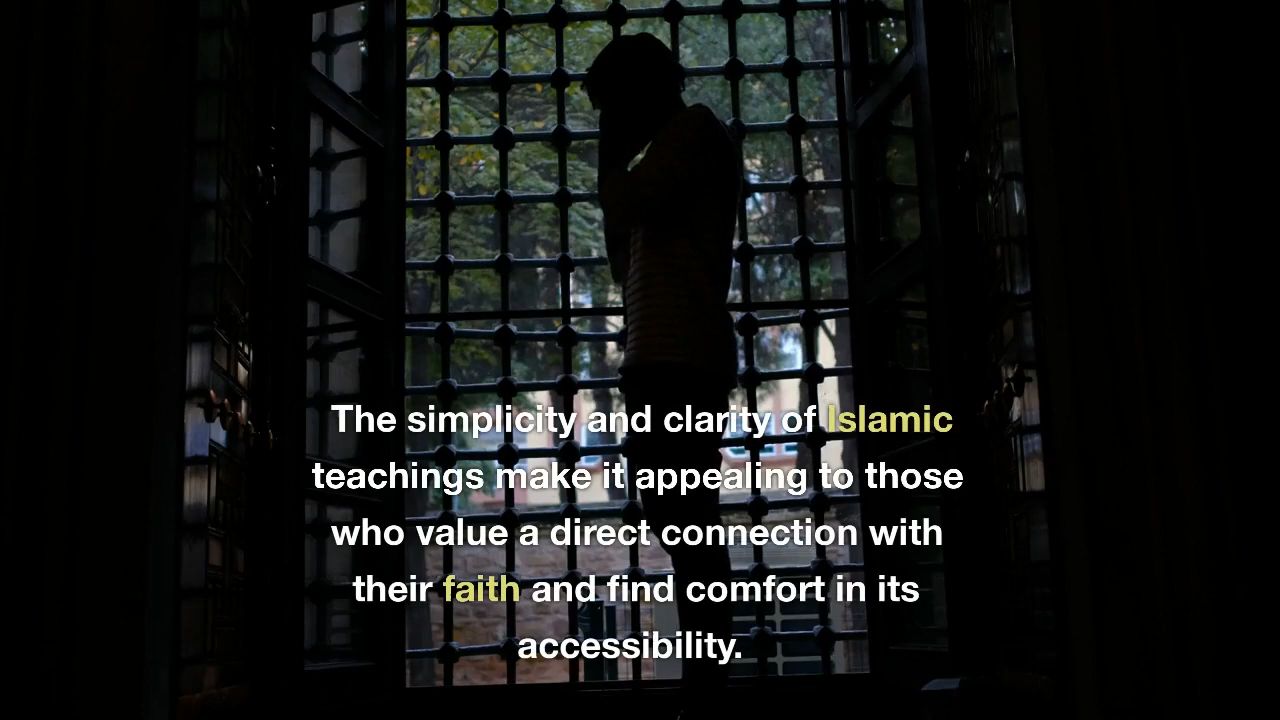 The simplicity and clarity of Islamic
teachings make it appealing to those
who value a direct connection with
their faith and find comfort in its
accessibility.